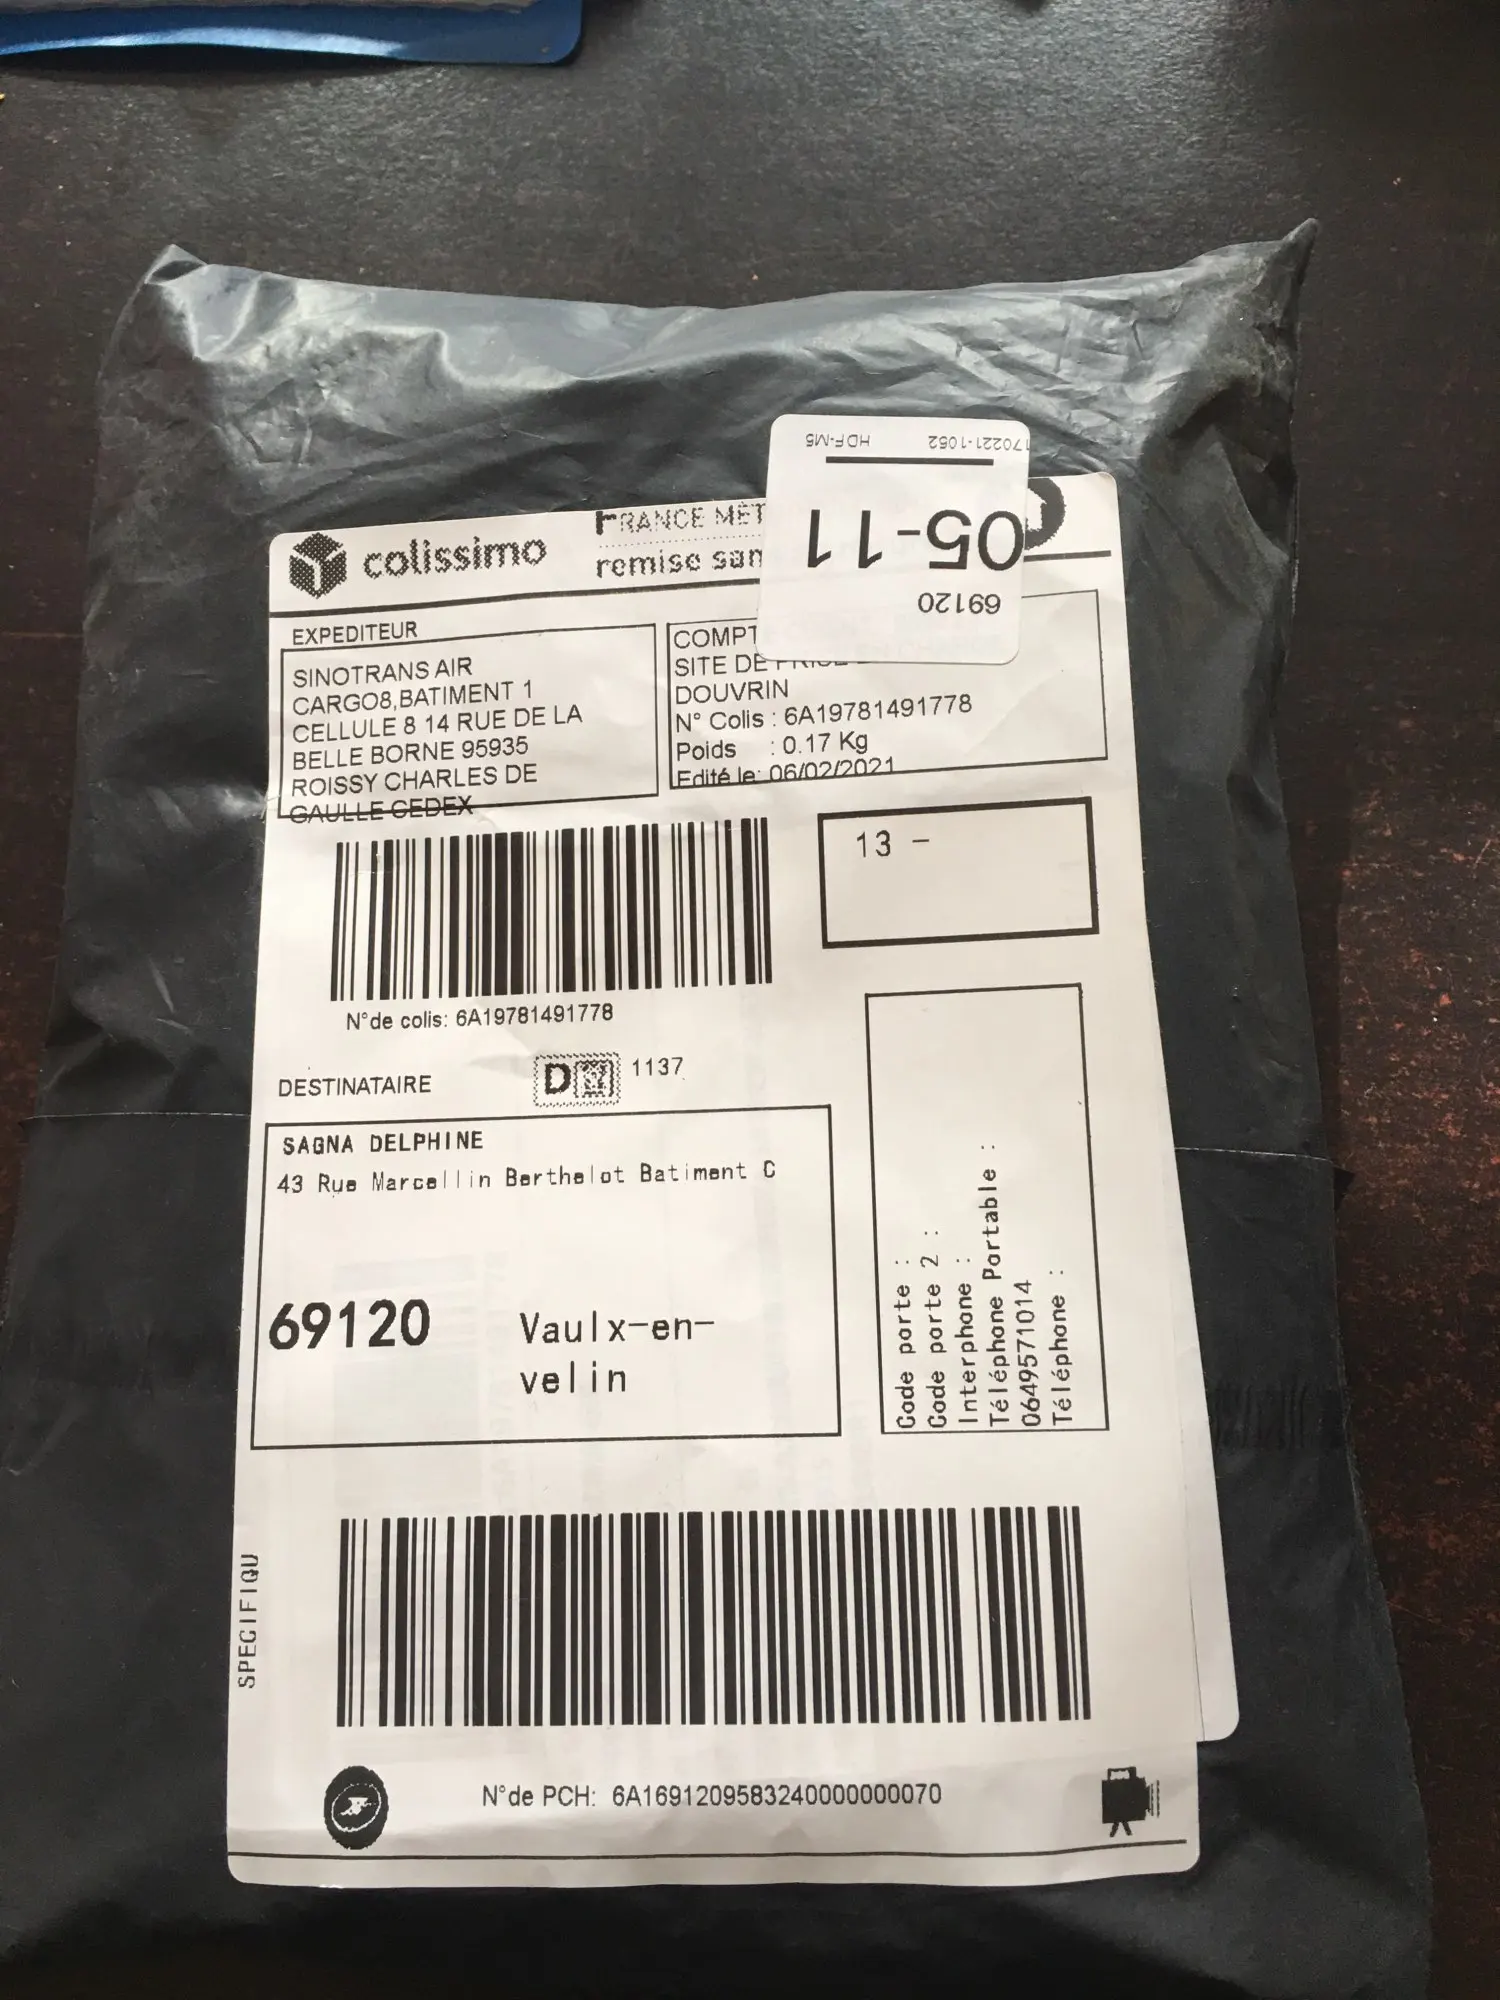 HDF-M5 170221-1052
05-11
69120
colissimo
FRANCE MÉT
remise san
EXPEDITEUR
SINOTRANS AIR
CARGO8,BATIMENT 1
CELLULE 8 14 RUE DE LA
BELLE BORNE 95935
ROISSY CHARLES DE
GAULLE CEDEX
COMPT
SITE DE
DOUVRIN
N° Colis : 6A19781491778
Poids : 0.17 Kg
Edité le: 06/02/2021
13 -
N°de colis: 6A19781491778
DESTINATAIRE
D 1137
SAGNA DELPHINE
43 Rue Marcellin Berthelot Batiment C
69120 Vaulx-en-
velin
Code porte :
Code porte 2 :
Interphone :
Téléphone Portable :
0649571014
Téléphone :
SPECIFIQU
N°de PCH: 6A1691209583240000000070